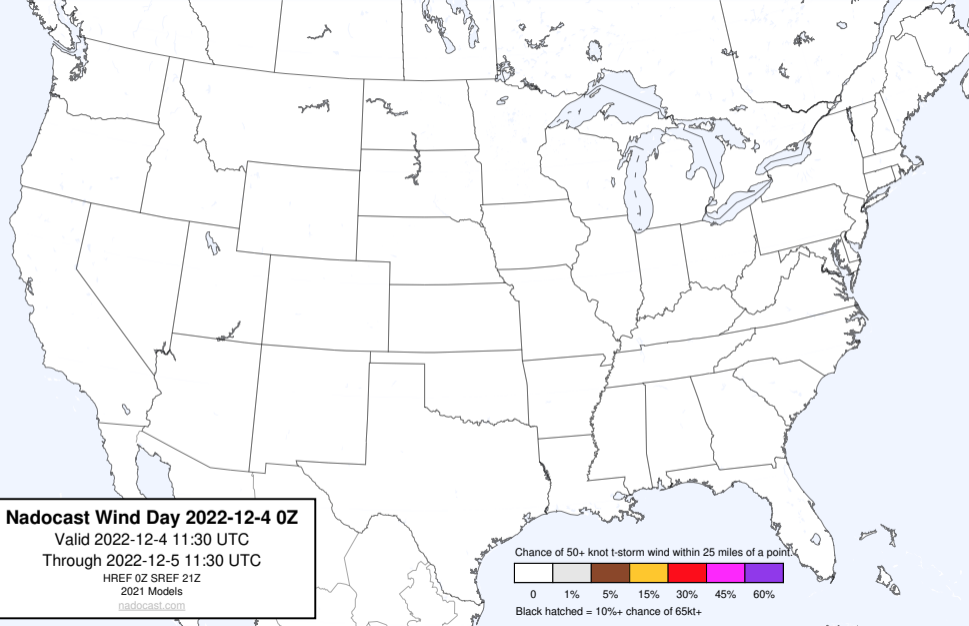 Nadocast Wind Day 2022-12-4 0Z
Valid 2022-12-4 11:30 UTC
Through 2022-12-5 11:30 UTC
HREF 0Z SREF 21Z
2021 Models
nadocast.com
Chance of 50+ knot t-storm wind within 25 miles of a point.
0 1% 5% 15% 30% 45% 60%
Black hatched = 10%+ chance of 65kt+